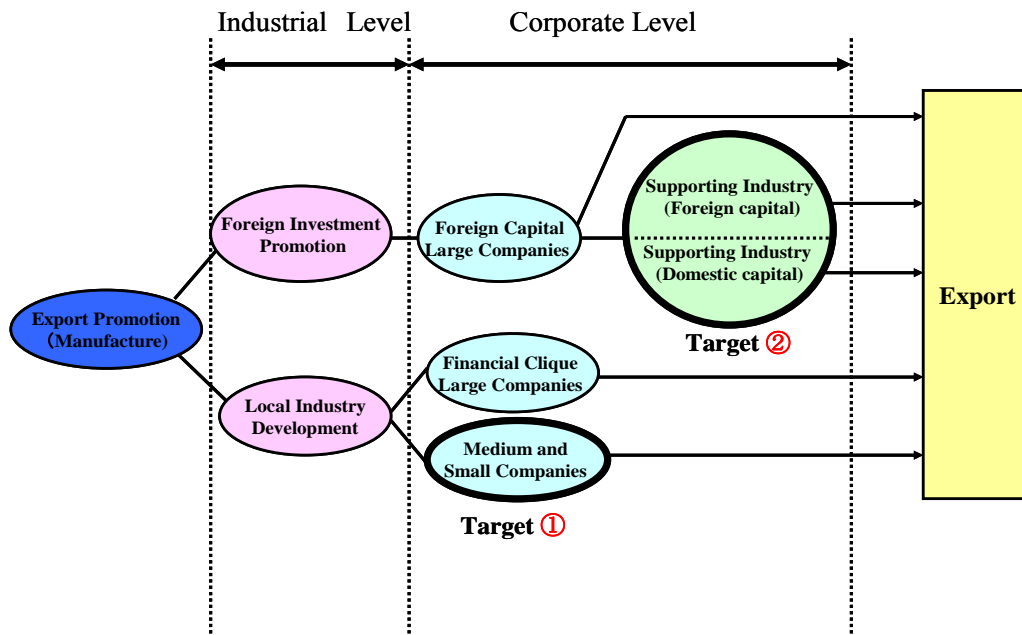 Industrial Level
Corporate Level
Foreign Investment
Promotion
Foreign Capital
Large Companies
Supporting Industry
(Foreign capital)
Supporting Industry
(Domestic capital)
Export
Export Promotion
(Manufacture)
Target ②
Financial Clique
Large Companies
Local Industry
Development
Medium and
Small Companies
Target ①